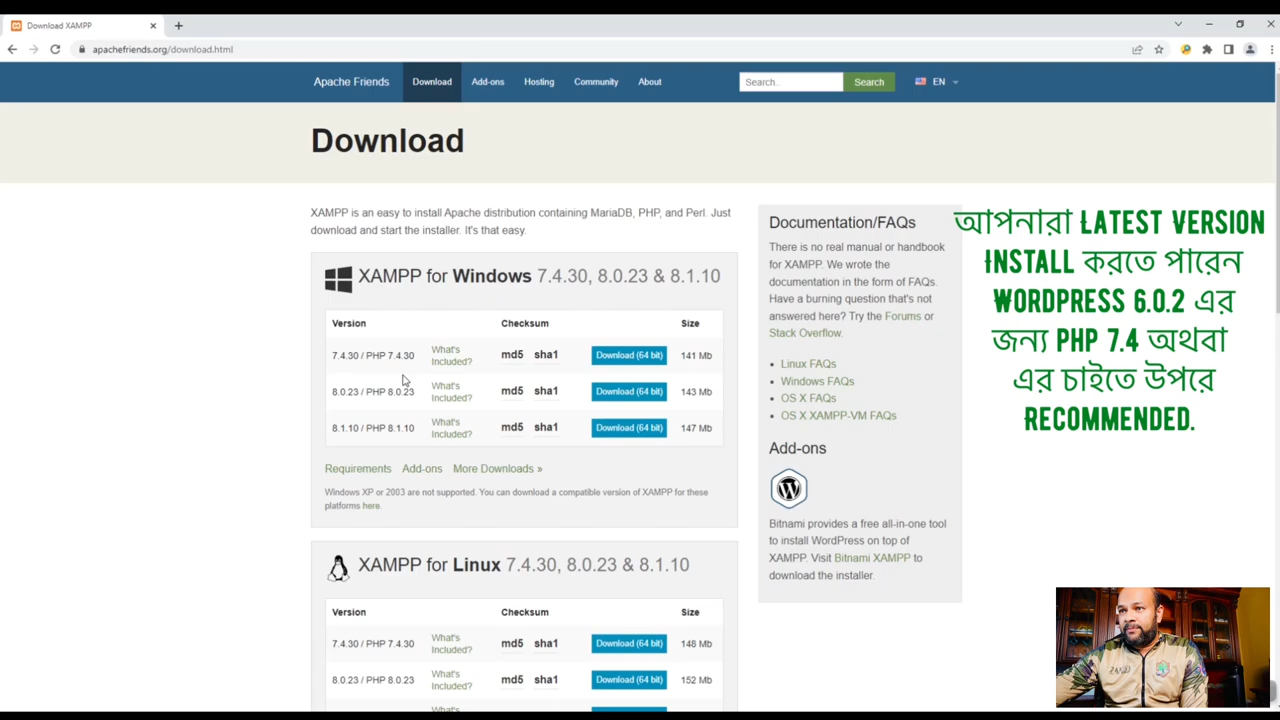 Download XAMPP
apachefriends.org/download.html
Apache Friends
Download
Add-ons
Hosting
Community
About
Search..
Search
EN
Download
XAMPP is an easy to install Apache distribution containing MariaDB, PHP, and Perl. Just
download and start the installer. It's that easy.
XAMPP for Windows 7.4.30, 8.0.23 & 8.1.10
Version Checksum Size
7.4.30 / PHP 7.4.30 What's Included? md5 sha1 Download (64 bit) 141 Mb
8.0.23 / PHP 8.0.23 What's Included? md5 sha1 Download (64 bit) 143 Mb
8.1.10 / PHP 8.1.10 What's Included? md5 sha1 Download (64 bit) 147 Mb
Requirements Add-ons More Downloads »
Windows XP or 2003 are not supported. You can download a compatible version of XAMPP for these
platforms here.
XAMPP for Linux 7.4.30, 8.0.23 & 8.1.10
Version Checksum Size
7.4.30 / PHP 7.4.30 What's Included? md5 sha1 Download (64 bit) 148 Mb
8.0.23 / PHP 8.0.23 What's Included? md5 sha1 Download (64 bit) 152 Mb
What's
Documentation/FAQs
There is no real manual or handbook
for XAMPP. We wrote the
documentation in the form of FAQs.
Have a burning question that's not
answered here? Try the Forums or
Stack Overflow.
• Linux FAQs
• Windows FAQs
• OS X FAQs
• OS X XAMPP-VM FAQs
Add-ons
Bitnami provides a free all-in-one tool
to install WordPress on top of
XAMPP. Visit Bitnami XAMPP to
download the installer.
আপনারা LATEST VERSION
INSTALL করতে পারেন
WORDPRESS 6.0.2 এর
জন্য PHP 7.4 অথবা
এর চাইতে উপরে
RECOMMENDED.